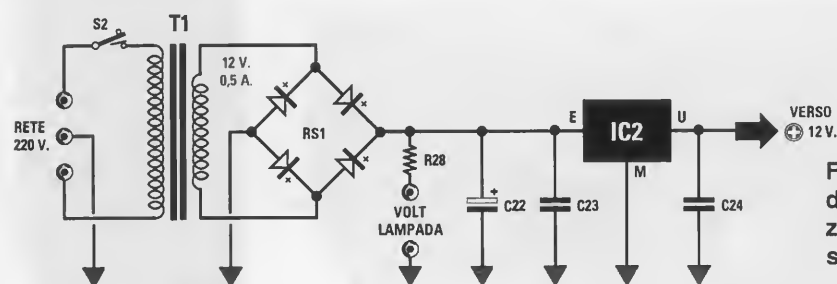 S2
T1
12 V.
0,5 A.
RETE
220 V.
RS1
R28
VOLT
LAMPADA
+
C22
C23
E
IC2
U
M
C24
VERSO
12 V.
F
d
z
s